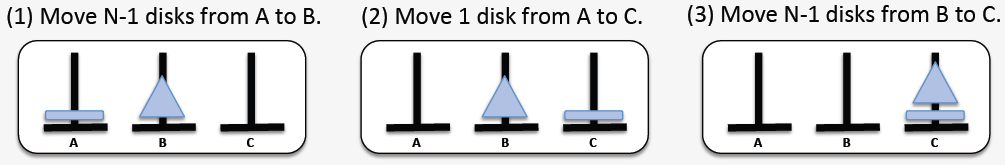 (1) Move N-1 disks from A to B.
A B C
(2) Move 1 disk from A to C.
A B C
(3) Move N-1 disks from B to C.
A B C